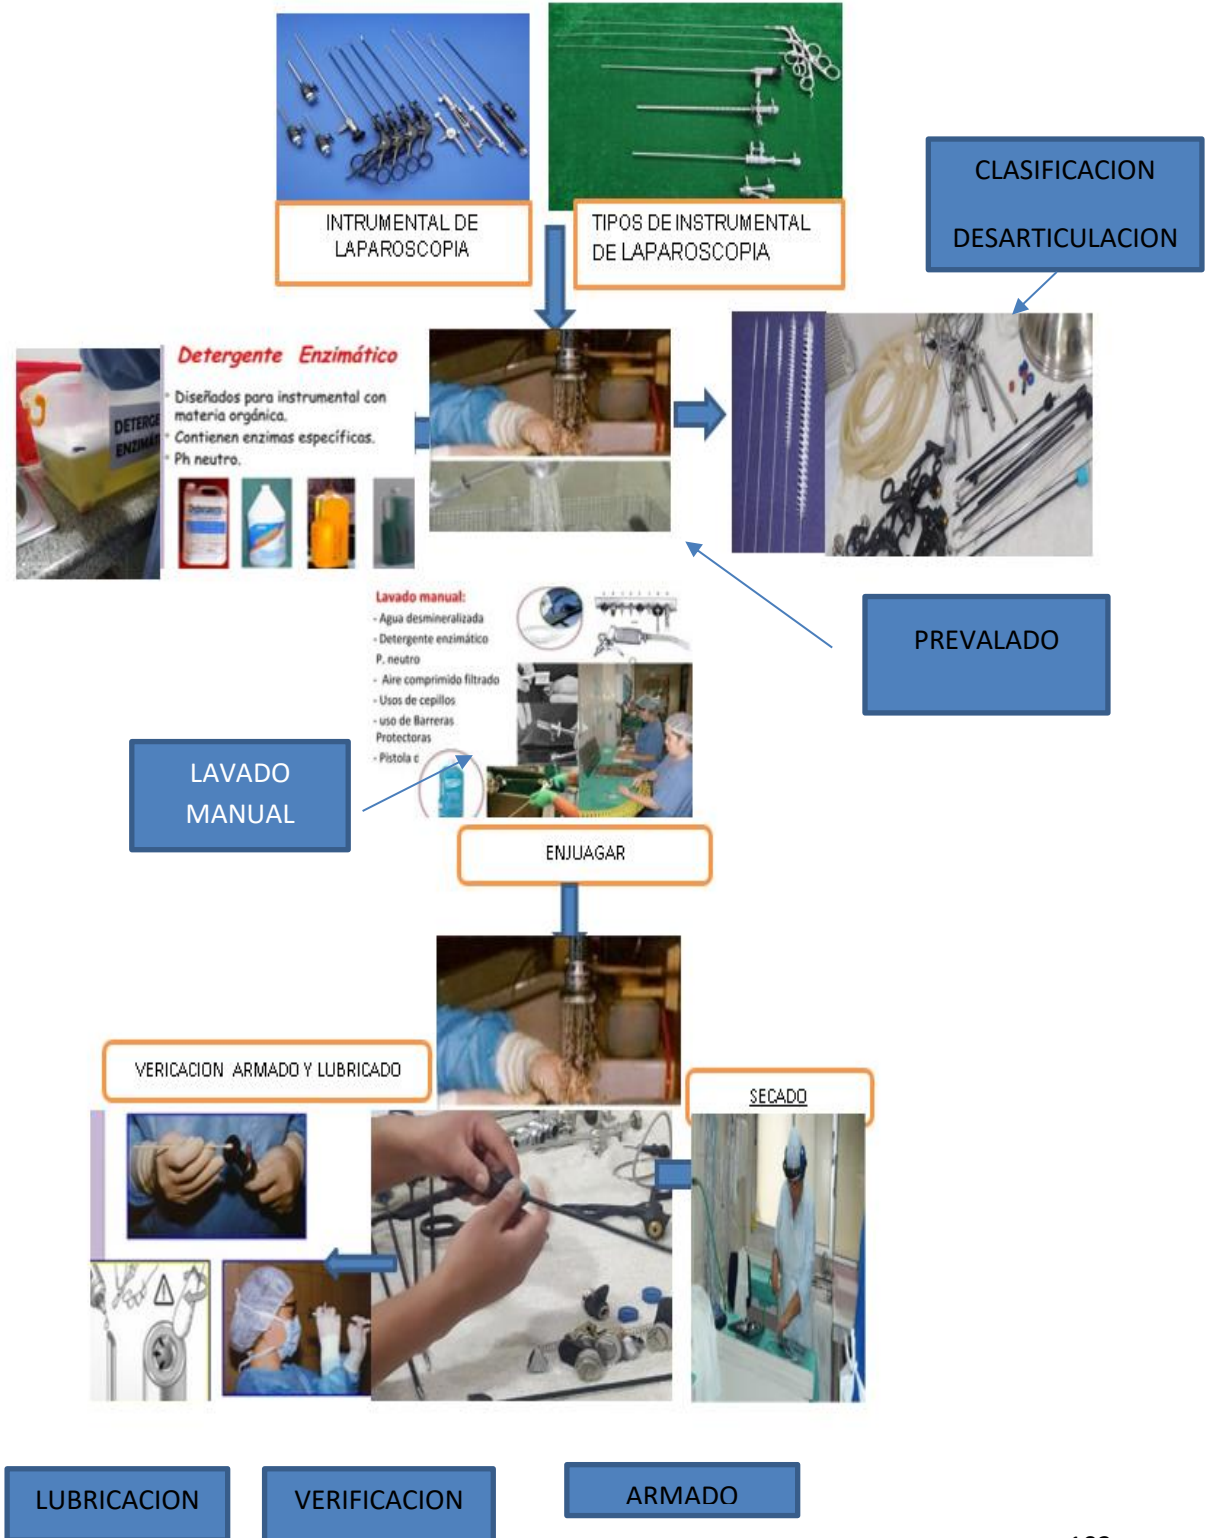 INTRUMENTAL DE
LAPAROSCOPIA
TIPOS DE INSTRUMENTAL
DE LAPAROSCOPIA
CLASIFICACION
DESARTICULACION
DETERGE
ENZIMA
Detergente Enzimático
• Diseñados para instrumental con
materia orgánica.
• Contienen enzimas específicas.
• Ph neutro.
PREVALADO
Lavado manual:
- Agua desmineralizada
- Detergente enzimático
P. neutro
- Aire comprimido filtrado
- Usos de cepillos
- uso de Barreras
Protectoras
- Pistola d
LAVADO
MANUAL
ENJUAGAR
VERICACION ARMADO Y LUBRICADO
SECADO
LUBRICACION
VERIFICACION
ARMADO